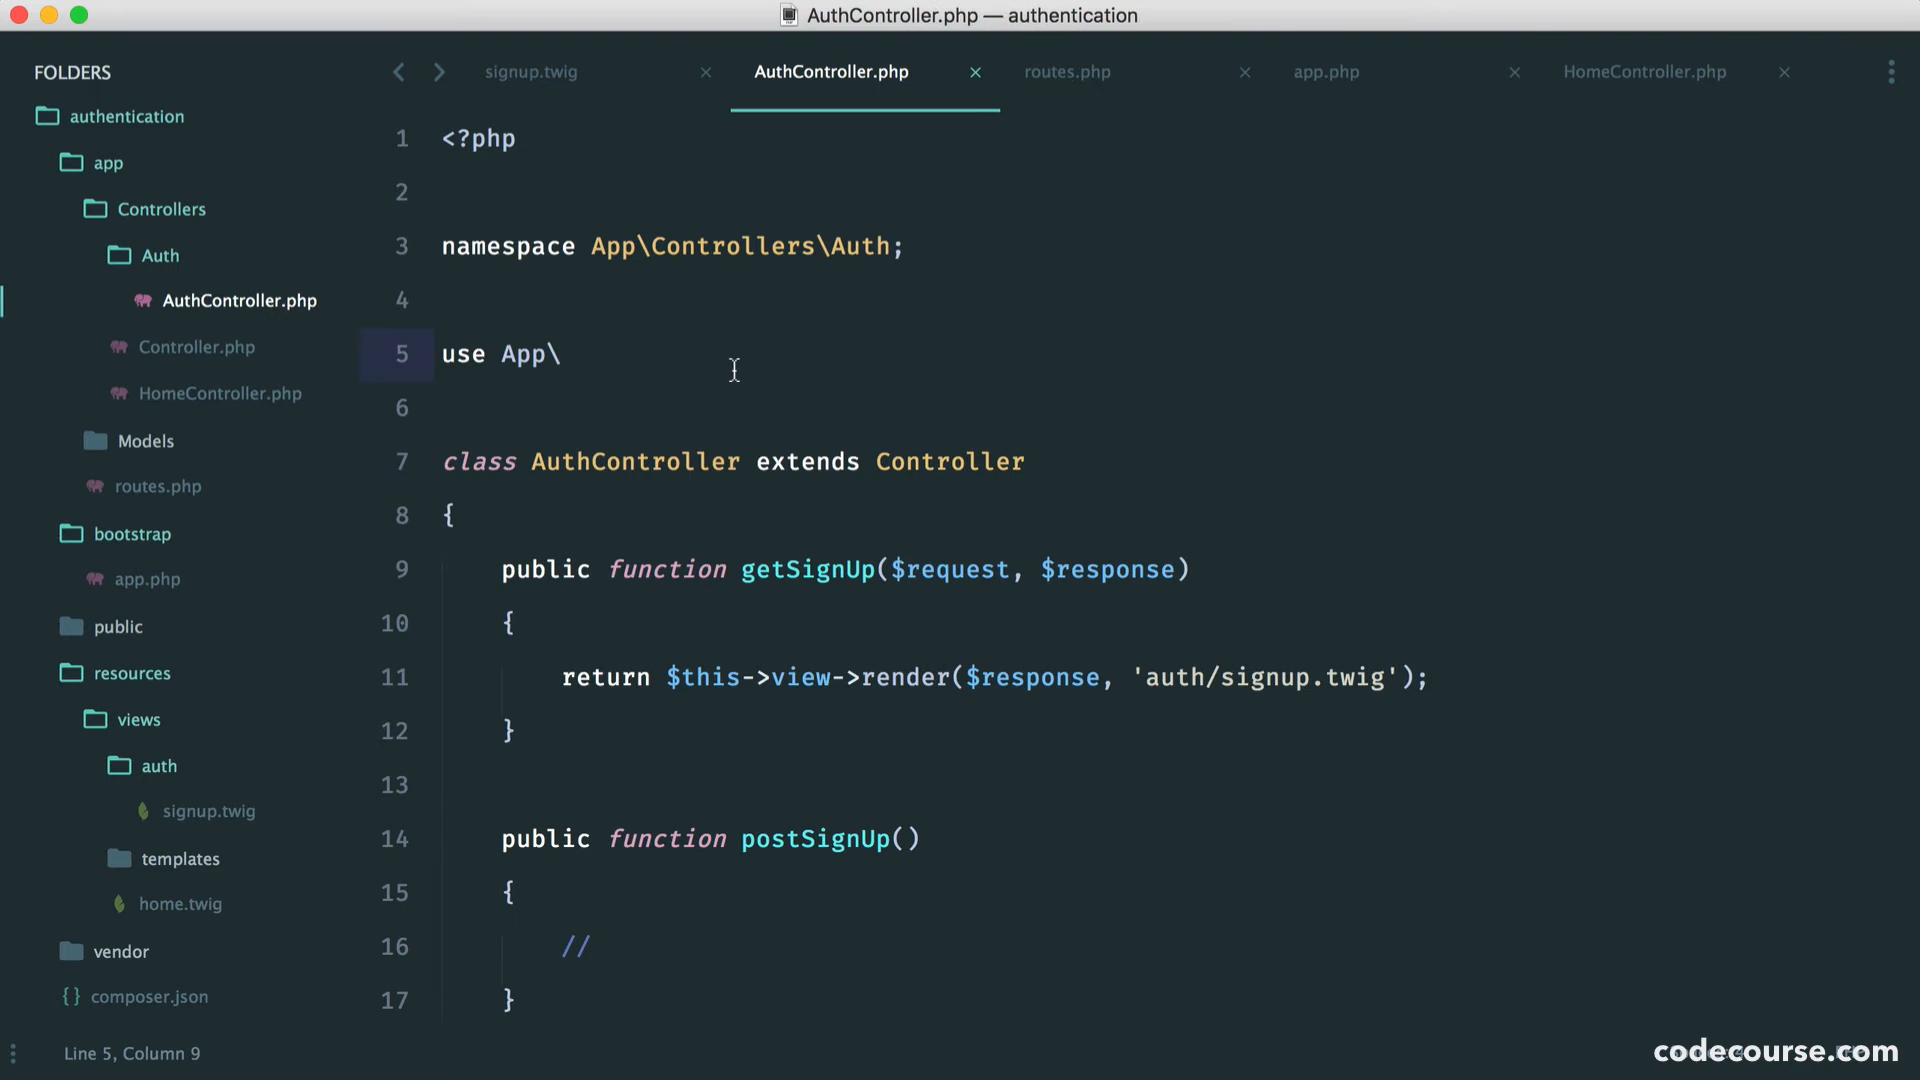 AuthController.php — authentication
FOLDERS
authentication
app
Controllers
Auth
AuthController.php
Controller.php
HomeController.php
Models
routes.php
bootstrap
app.php
public
resources
views
auth
signup.twig
templates
home.twig
vendor
{} composer.json
signup.twig × AuthController.php × routes.php × app.php × HomeController.php ×
1 <?php
2
3 namespace App\Controllers\Auth;
4
5 use App\
6
7 class AuthController extends Controller
8 {
9 public function getSignUp($request, $response)
10 {
11 return $this->view->render($response, 'auth/signup.twig');
12 }
13
14 public function postSignUp()
15 {
16 //
17 }
Line 5, Column 9
codecourse.com